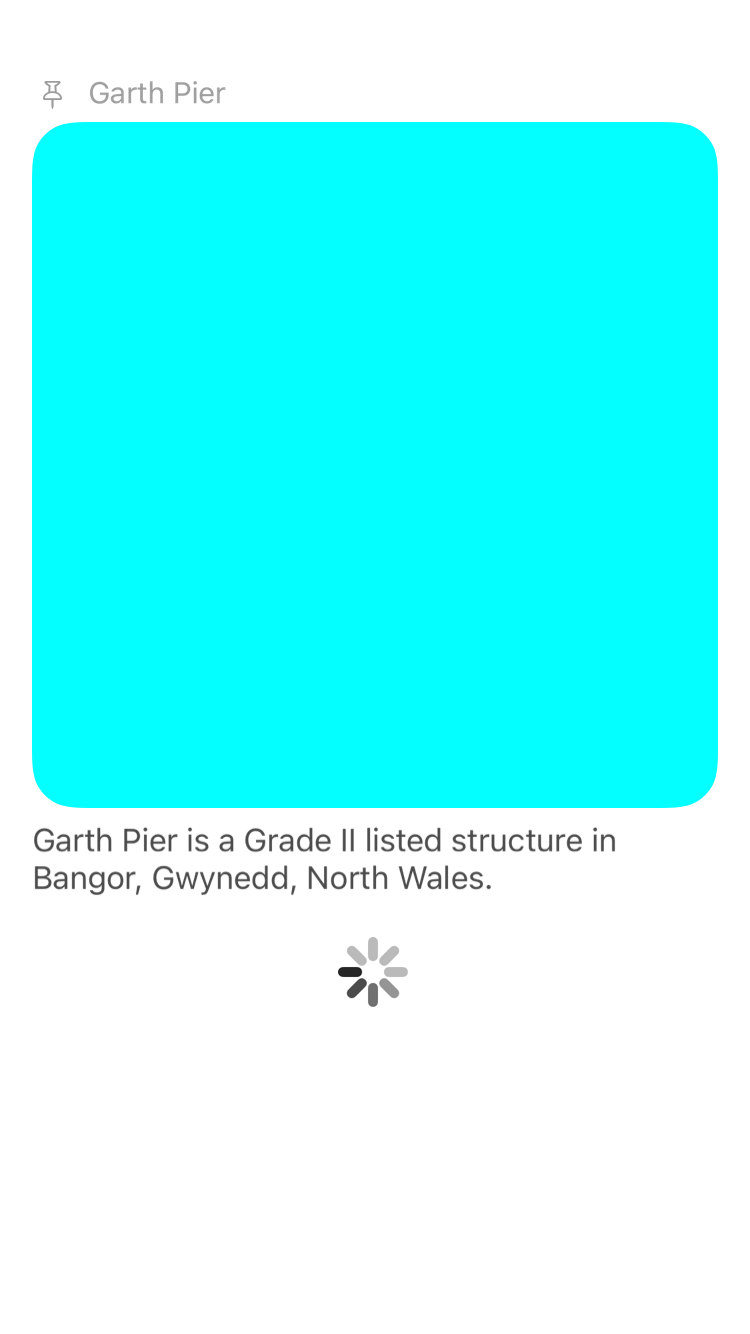 Garth Pier
Garth Pier is a Grade II listed structure in
Bangor, Gwynedd, North Wales.